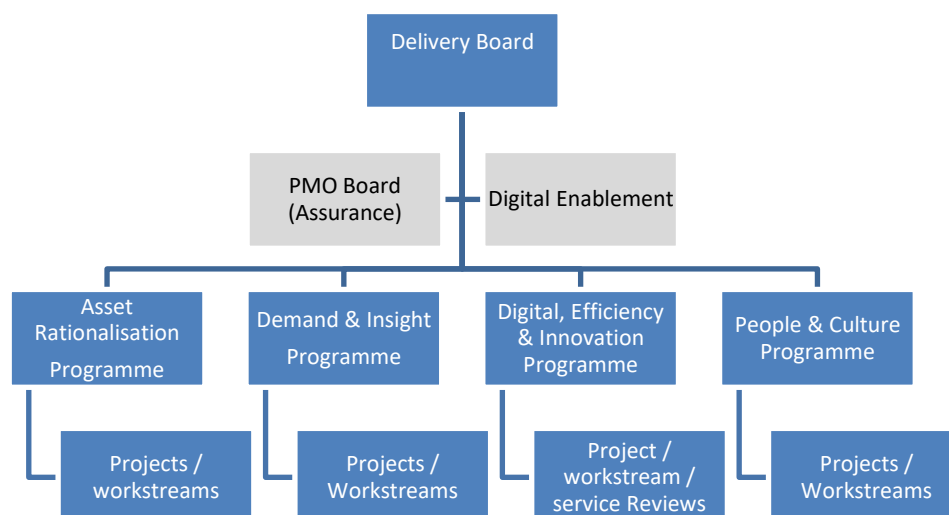 Delivery Board
PMO Board
(Assurance)
Digital Enablement
Asset
Rationalisation
Programme
Demand & Insight
Programme
Digital, Efficiency
& Innovation
Programme
People & Culture
Programme
Projects /
workstreams
Projects /
Workstreams
Project /
workstream /
service Reviews
Projects /
Workstreams